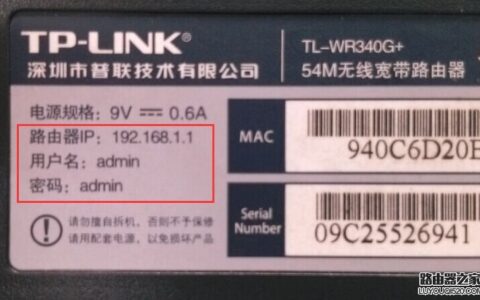 TP-LINK®
TL-WR340G+
深圳市普联技术有限公司
54M无线宽带路由器
电源规格：9V ⎓ 0.6A
路由器IP：192.168.1.1
用户名：admin
密码：admin
MAC
940C6D20E
请勿擅自拆机，否则不予保修
请用配套电源，以免损坏产品
Serial
Number
09C25526941
路由器之家
LUYOUQI520.COM